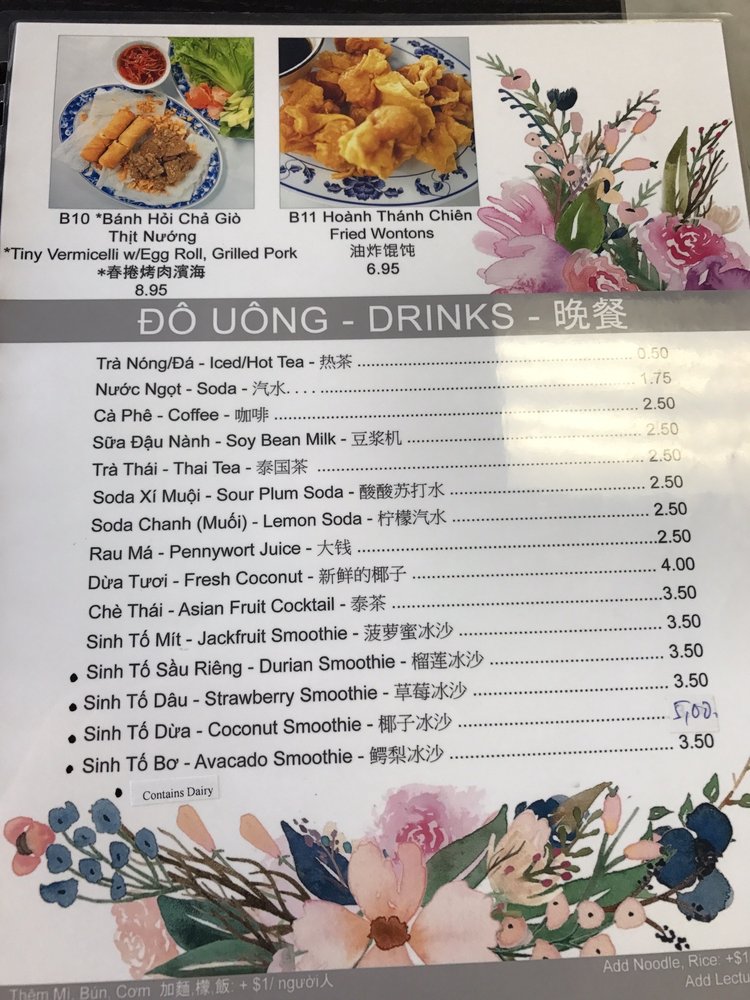 B10 *Bánh Hỏi Chả Giò
Thịt Nướng
*Tiny Vermicelli w/Egg Roll, Grilled Pork
*春捲烤肉濱海
8.95
B11 Hoành Thánh Chiên
Fried Wontons
油炸馄饨
6.95
ĐÔ UÔNG - DRINKS - 晚餐
Trà Nóng/Đá - Iced/Hot Tea - 热茶 0.50
Nước Ngọt - Soda - 汽水 1.75
Cà Phê - Coffee - 咖啡 2.50
Sữa Đậu Nành - Soy Bean Milk - 豆浆机 2.50
Trà Thái - Thai Tea - 泰国茶 2.50
Soda Xí Muội - Sour Plum Soda - 酸酸苏打水 2.50
Soda Chanh (Muối) - Lemon Soda - 柠檬汽水 2.50
Rau Má - Pennywort Juice - 大钱 2.50
Dừa Tươi - Fresh Coconut - 新鲜的椰子 4.00
Chè Thái - Asian Fruit Cocktail - 泰茶 3.50
Sinh Tố Mít - Jackfruit Smoothie - 菠萝蜜冰沙 3.50
• Sinh Tố Sầu Riêng - Durian Smoothie - 榴莲冰沙 3.50
• Sinh Tố Dâu - Strawberry Smoothie - 草莓冰沙 3.50
• Sinh Tố Dừa - Coconut Smoothie - 椰子冰沙 5,00.
• Sinh Tố Bơ - Avacado Smoothie - 鳄梨冰沙 3.50
• Contains Dairy
Thêm Mì, Bún, Cơm 加麵,檬,飯: + $1/ người人
Add Noodle, Rice: +$1
Add Lectu